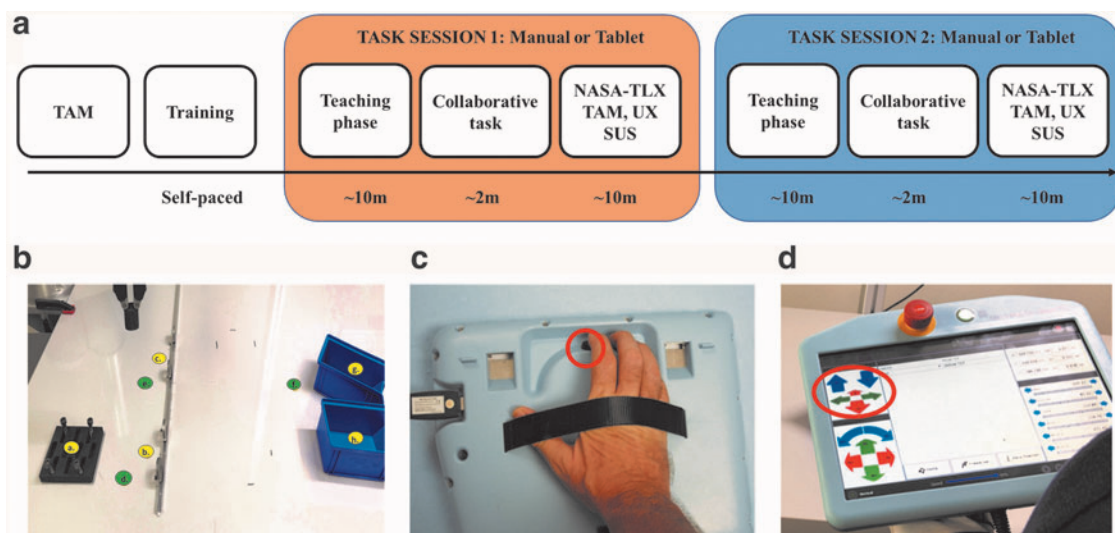 a
TASK SESSION 1: Manual or Tablet
TASK SESSION 2: Manual or Tablet
TAM
Training
Teaching
phase
Collaborative
task
NASA-TLX
TAM, UX
SUS
Teaching
phase
Collaborative
task
NASA-TLX
TAM, UX
SUS
Self-paced
~10m
~2m
~10m
~10m
~2m
~10m
b
c
d
c.
e.
f.
g.
a.
b.
h.
d.